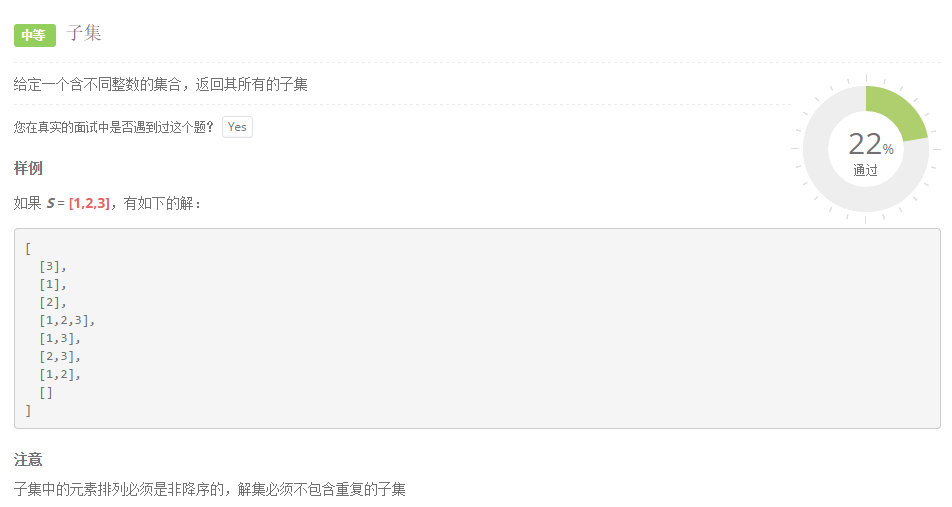 中等 子集
给定一个含不同整数的集合，返回其所有的子集
您在真实的面试中是否遇到过这个题？ Yes
22%
通过
样例
如果 S = [1,2,3]，有如下的解：
[
[3],
[1],
[2],
[1,2,3],
[1,3],
[2,3],
[1,2],
[]
]
注意
子集中的元素排列必须是非降序的，解集必须不包含重复的子集